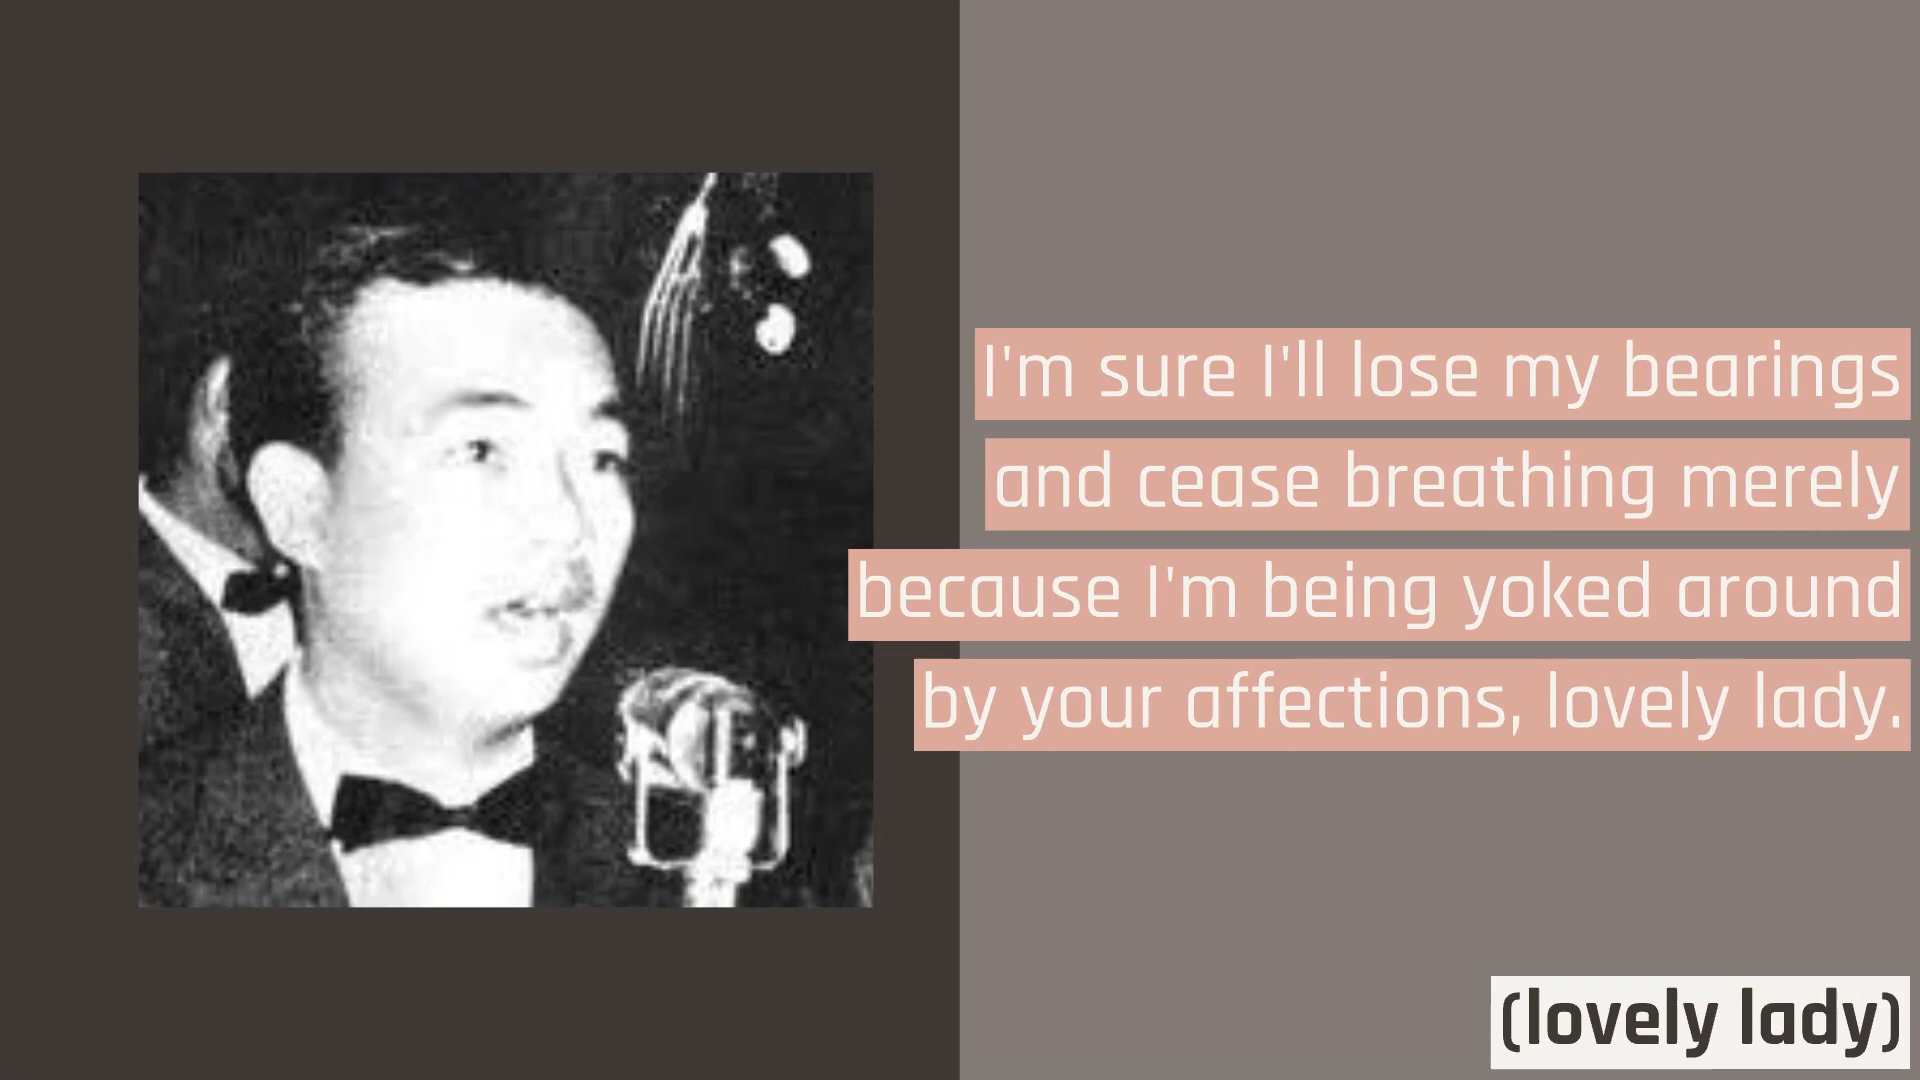 I'm sure I'll lose my bearings
and cease breathing merely
because I'm being yoked around
by your affections, lovely lady.
(lovely lady)